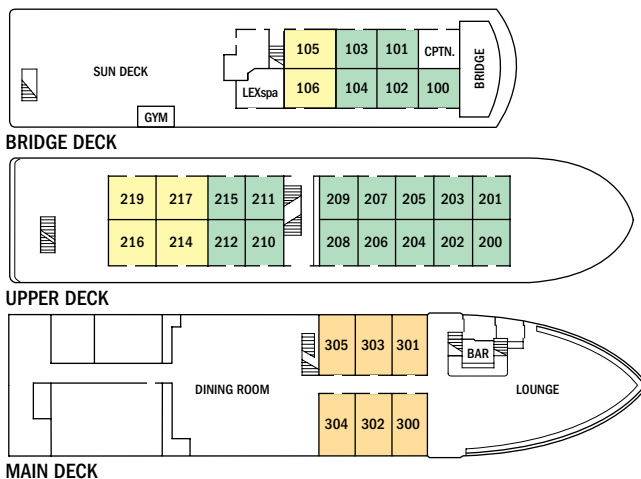 105 103 101 CPTN.
SUN DECK
BRIDGE
LEXspa 106 104 102 100
GYM
BRIDGE DECK
219 217 215 211 209 207 205 203 201
216 214 212 210 208 206 204 202 200
UPPER DECK
305 303 301
BAR
DINING ROOM
LOUNGE
304 302 300
MAIN DECK